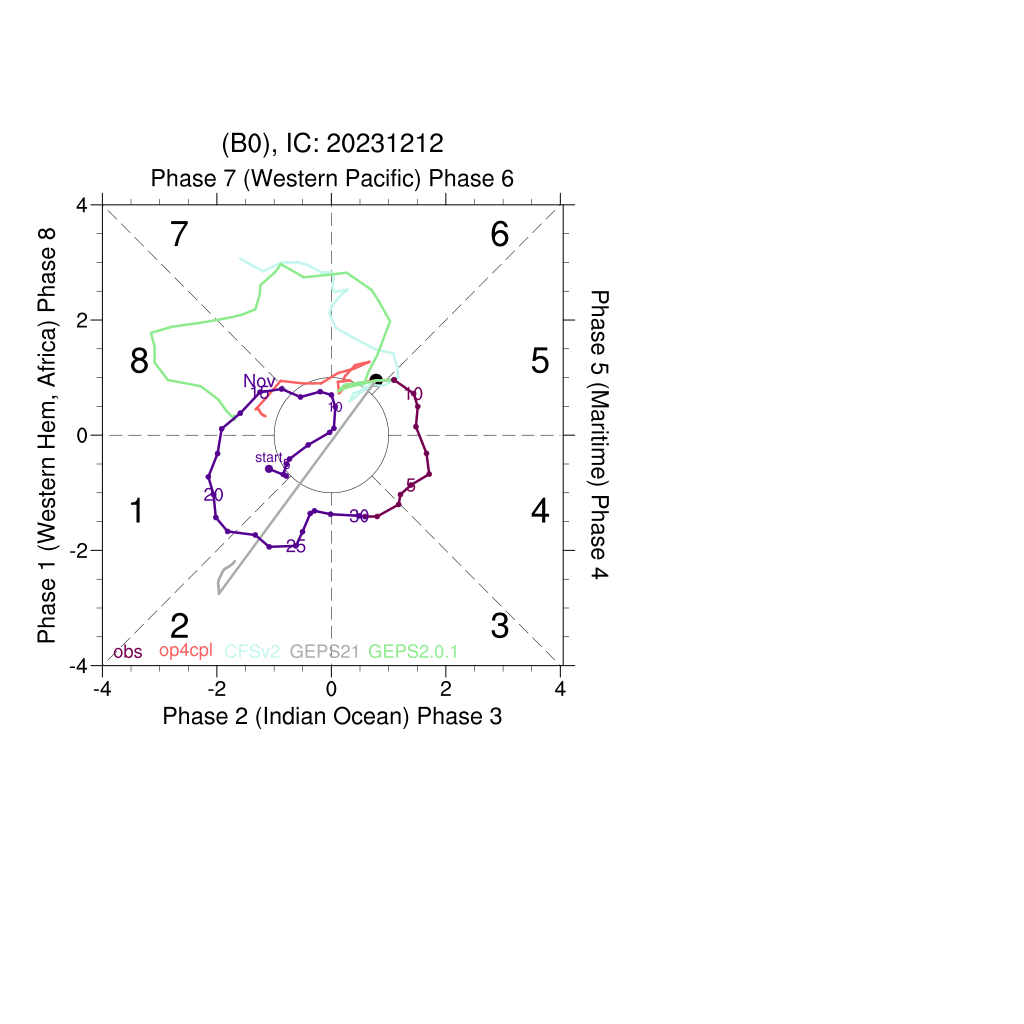 (B0), IC: 20231212
Phase 7 (Western Pacific) Phase 6
4
7
6
2
8
5
Nov
15
10
10
0
start
5
5
1
4
20
30
25
-2
2
3
obs op4cpl CFSv2 GEPS21 GEPS2.0.1
-4
-4 -2 0 2 4
Phase 2 (Indian Ocean) Phase 3
Phase 1 (Western Hem, Africa) Phase 8
Phase 5 (Maritime) Phase 4